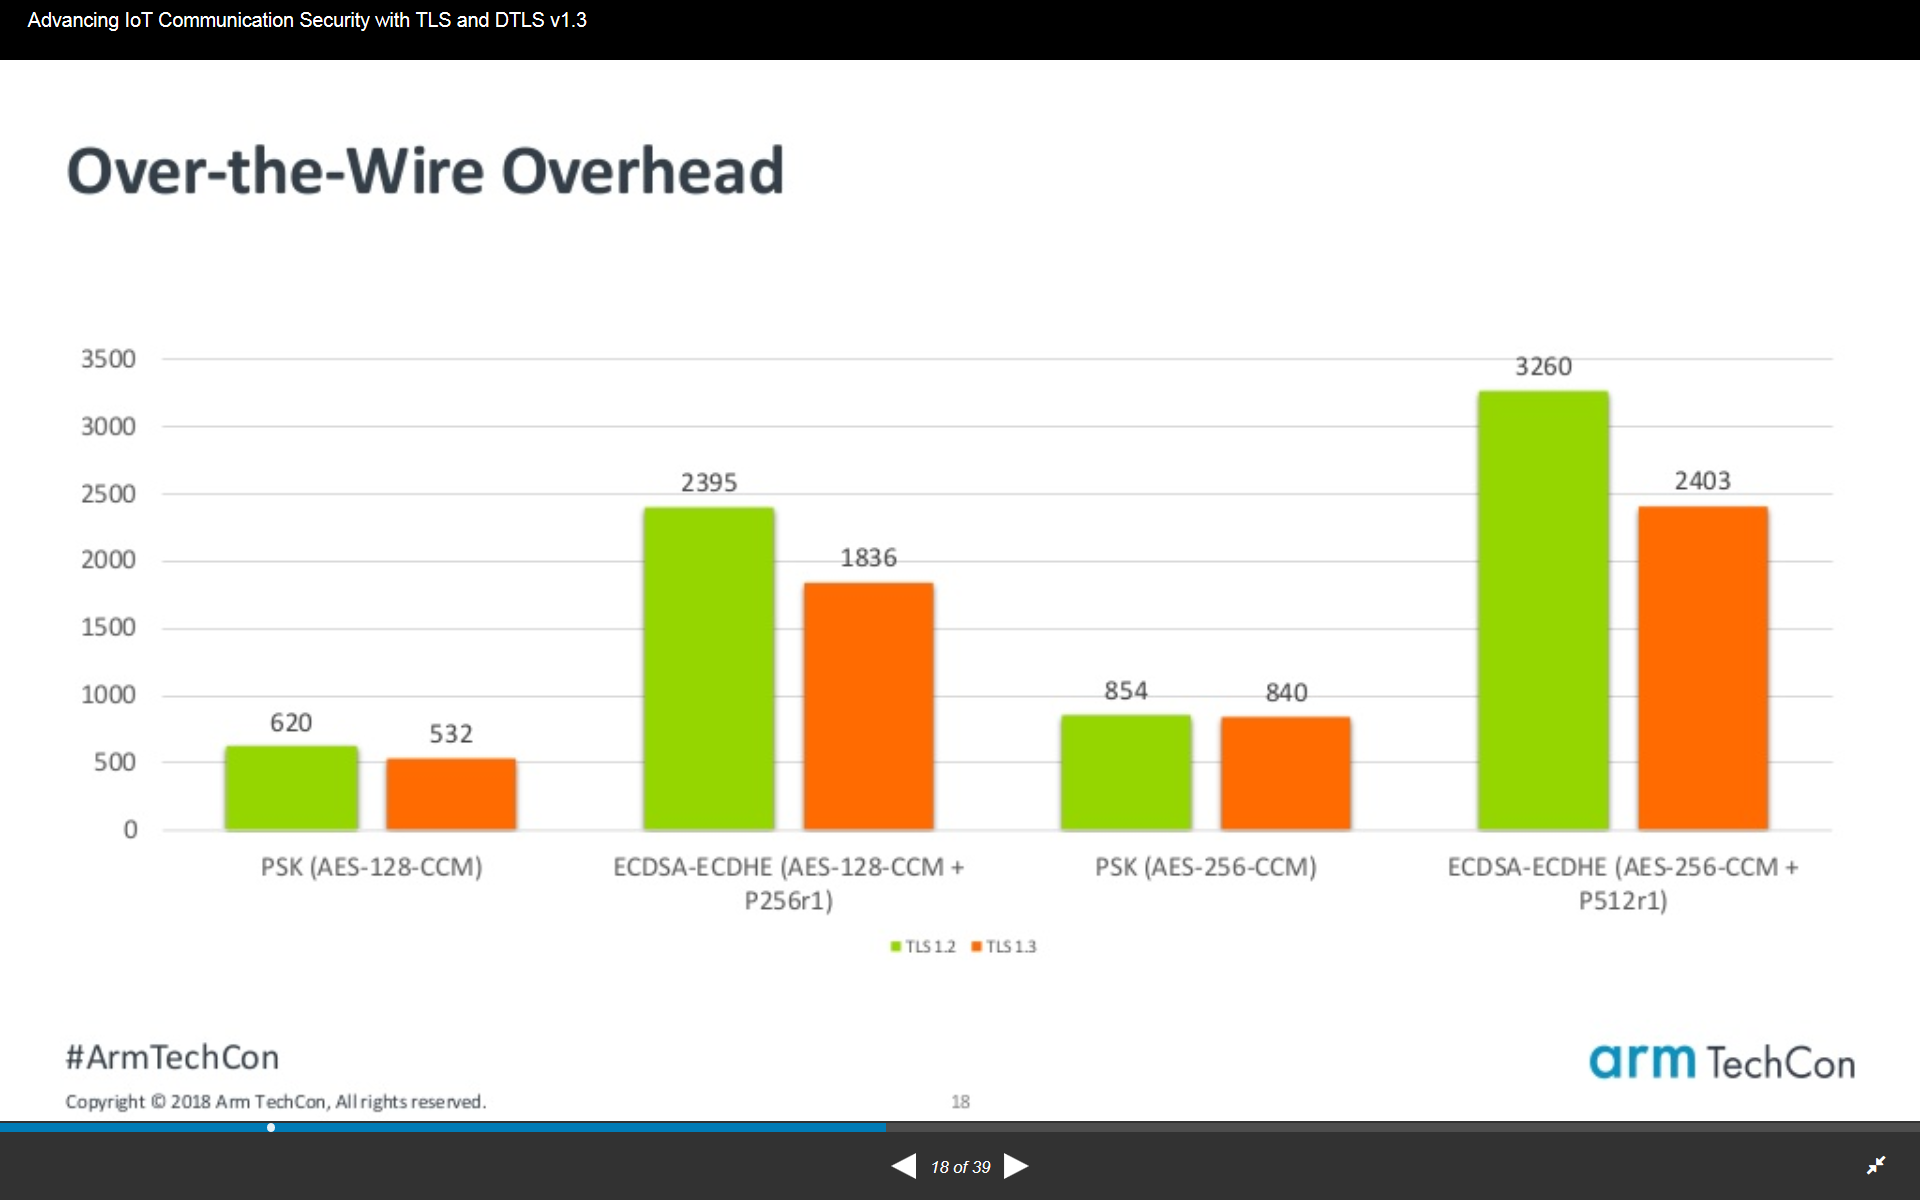 Advancing IoT Communication Security with TLS and DTLS v1.3
Over-the-Wire Overhead
3500
3000
2500
2000
1500
1000
500
0
620
532
2395
1836
854
840
3260
2403
PSK (AES-128-CCM)
ECDSA-ECDHE (AES-128-CCM +
P256r1)
PSK (AES-256-CCM)
ECDSA-ECDHE (AES-256-CCM +
P512r1)
TLS 1.2 TLS 1.3
#ArmTechCon
arm TechCon
Copyright © 2018 Arm TechCon, All rights reserved.
18
18 of 39